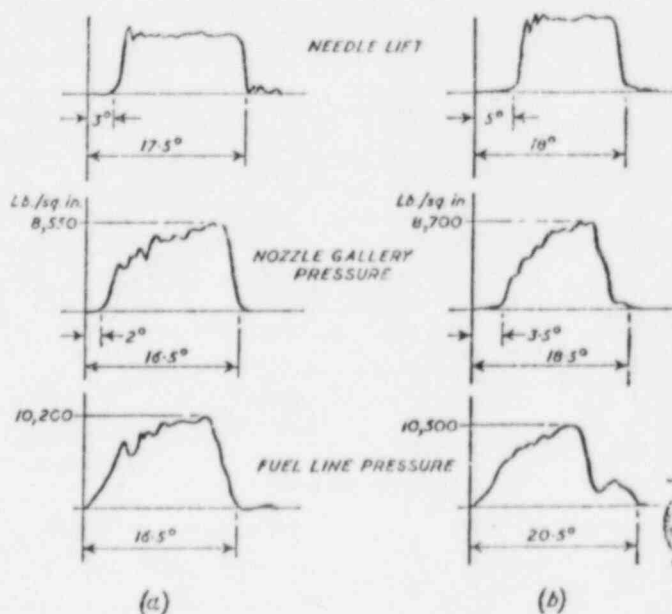 NEEDLE LIFT
3°
17·5°
5°
18°
Lb./sq. in.
8,550
Lb./sq. in.
8,700
NOZZLE GALLERY
PRESSURE
2°
16·5°
3·5°
18·5°
10,200
10,300
FUEL LINE PRESSURE
16·5°
20·5°
(a)
(b)